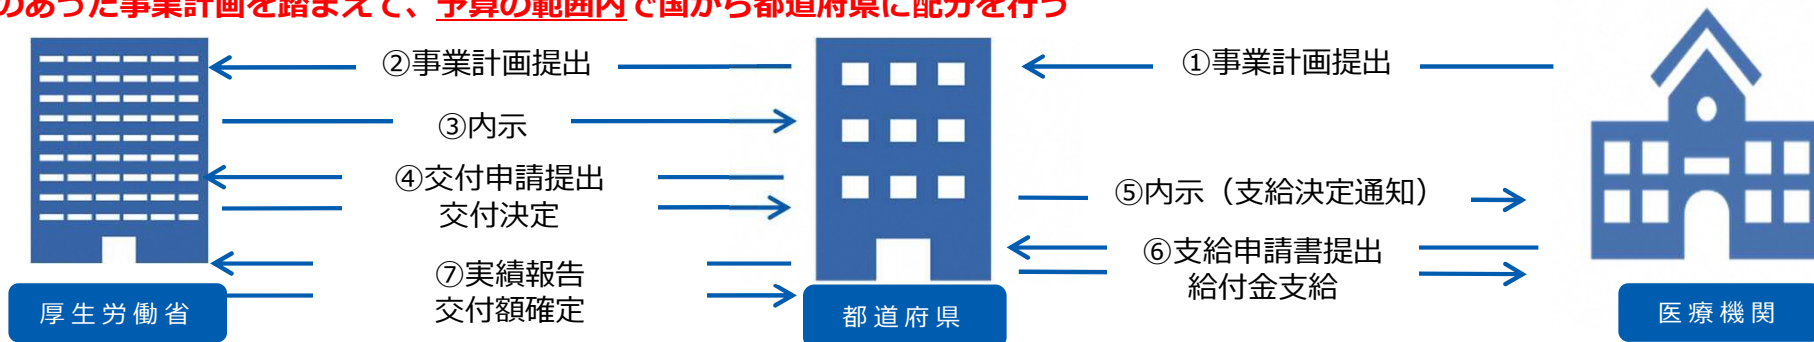 のあった事業計画を踏まえて、予算の範囲内で国から都道府県に配分を行う
②事業計画提出
①事業計画提出
③内示
④交付申請提出
交付決定
⑤内示（支給決定通知）
⑥支給申請書提出
給付金支給
⑦実績報告
交付額確定
厚生労働省
都道府県
医療機関